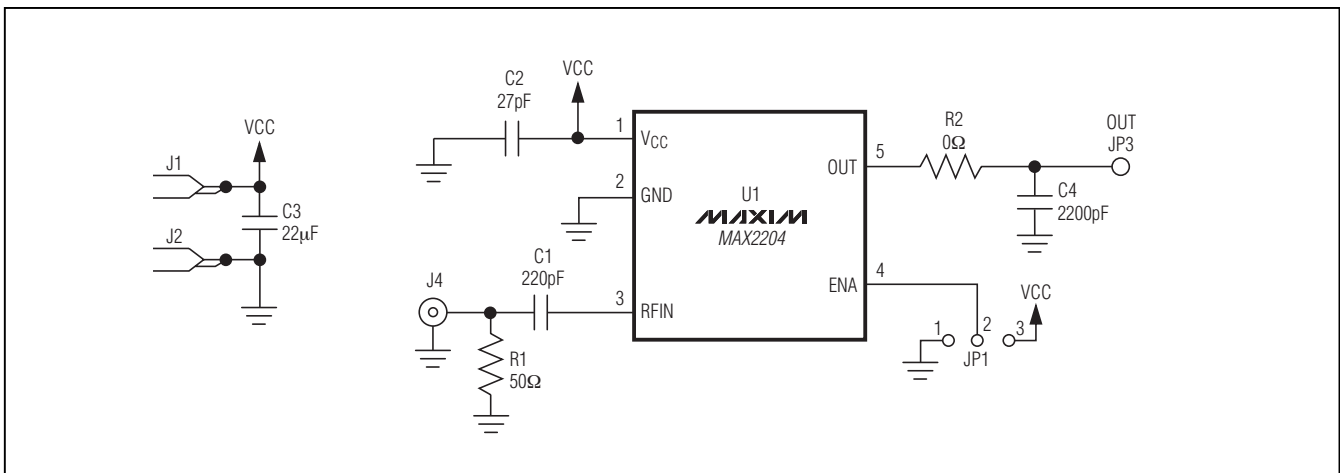 J1
VCC
C3
22μF
J2
C2
27pF
VCC
1
VCC
2
GND
J4
C1
220pF
3
RFIN
R1
50Ω
U1
MAXIM
MAX2204
OUT
5
R2
0Ω
OUT
JP3
C4
2200pF
ENA
4
1
2
3
VCC
JP1